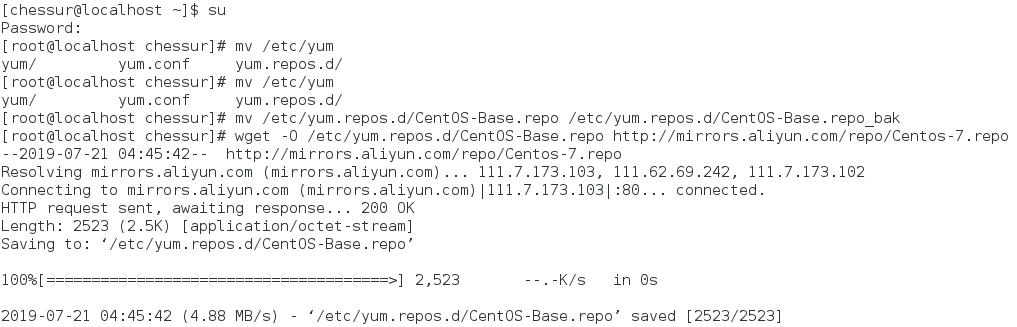 [chessur@localhost ~]$ su
Password:
[root@localhost chessur]# mv /etc/yum
yum/         yum.conf     yum.repos.d/
[root@localhost chessur]# mv /etc/yum
yum/         yum.conf     yum.repos.d/
[root@localhost chessur]# mv /etc/yum.repos.d/CentOS-Base.repo /etc/yum.repos.d/CentOS-Base.repo_bak
[root@localhost chessur]# wget -O /etc/yum.repos.d/CentOS-Base.repo http://mirrors.aliyun.com/repo/Centos-7.repo
--2019-07-21 04:45:42--  http://mirrors.aliyun.com/repo/Centos-7.repo
Resolving mirrors.aliyun.com (mirrors.aliyun.com)... 111.7.173.103, 111.62.69.242, 111.7.173.102
Connecting to mirrors.aliyun.com (mirrors.aliyun.com)|111.7.173.103|:80... connected.
HTTP request sent, awaiting response... 200 OK
Length: 2523 (2.5K) [application/octet-stream]
Saving to: ‘/etc/yum.repos.d/CentOS-Base.repo’
100%[======================================>] 2,523       --.-K/s   in 0s
2019-07-21 04:45:42 (4.88 MB/s) - ‘/etc/yum.repos.d/CentOS-Base.repo’ saved [2523/2523]